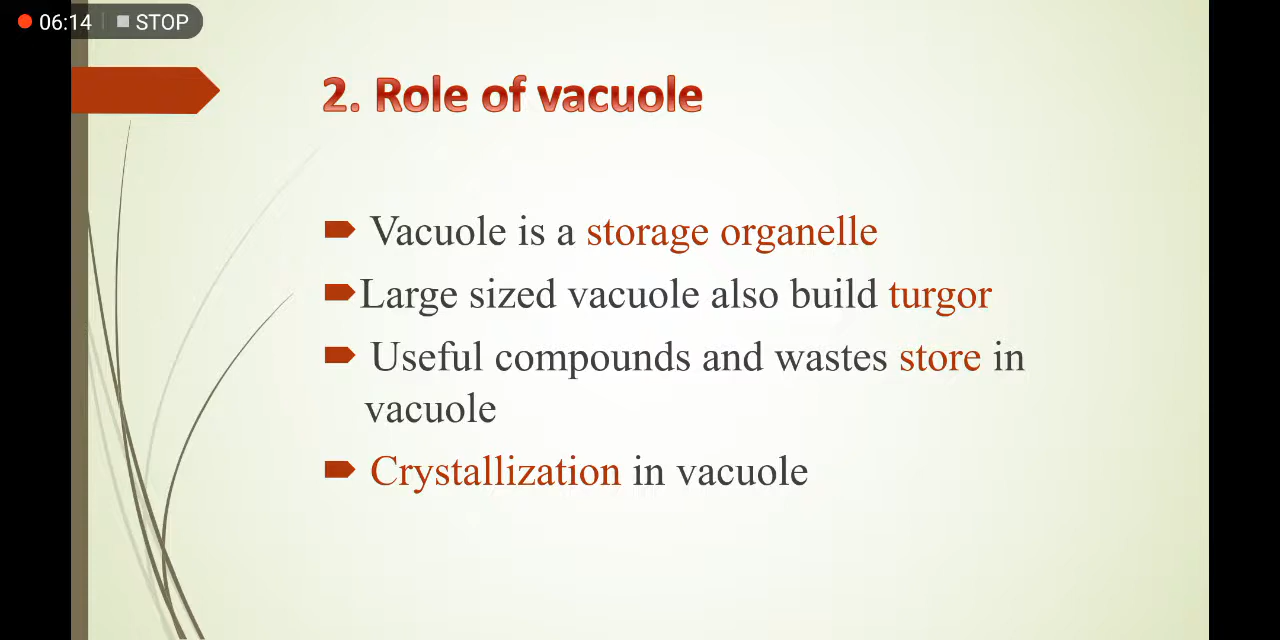 06:14 STOP
2. Role of vacuole
Vacuole is a storage organelle
Large sized vacuole also build turgor
Useful compounds and wastes store in
vacuole
Crystallization in vacuole